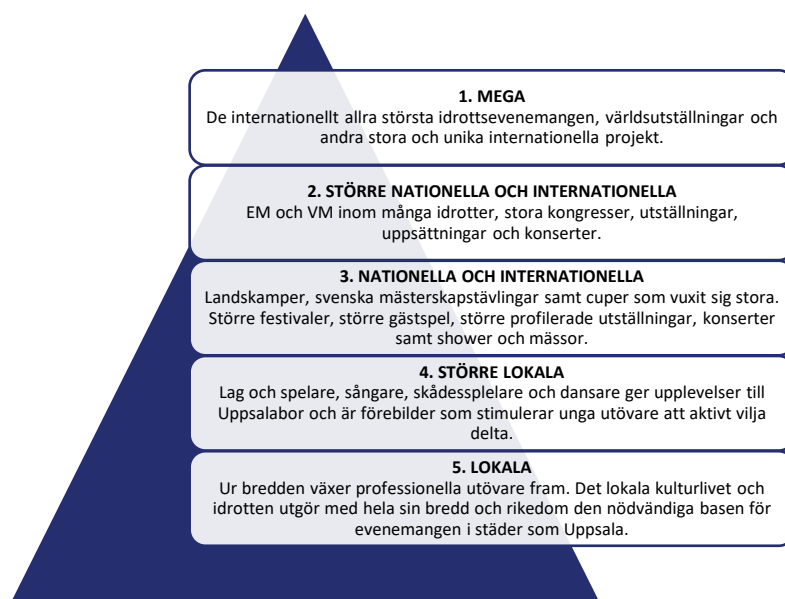 1. MEGA
De internationellt allra största idrottsevenemangen, världsutställningar och
andra stora och unika internationella projekt.
2. STÖRRE NATIONELLA OCH INTERNATIONELLA
EM och VM inom många idrotter, stora kongresser, utställningar,
uppsättningar och konserter.
3. NATIONELLA OCH INTERNATIONELLA
Landskamper, svenska mästerskapstävlingar samt cuper som vuxit sig stora.
Större festivaler, större gästspel, större profilerade utställningar, konserter
samt shower och mässor.
4. STÖRRE LOKALA
Lag och spelare, sångare, skådessplelare och dansare ger upplevelser till
Uppsalabor och är förebilder som stimulerar unga utövare att aktivt vilja
delta.
5. LOKALA
Ur bredden växer professionella utövare fram. Det lokala kulturlivet och
idrotten utgör med hela sin bredd och rikedom den nödvändiga basen för
evenemangen i städer som Uppsala.